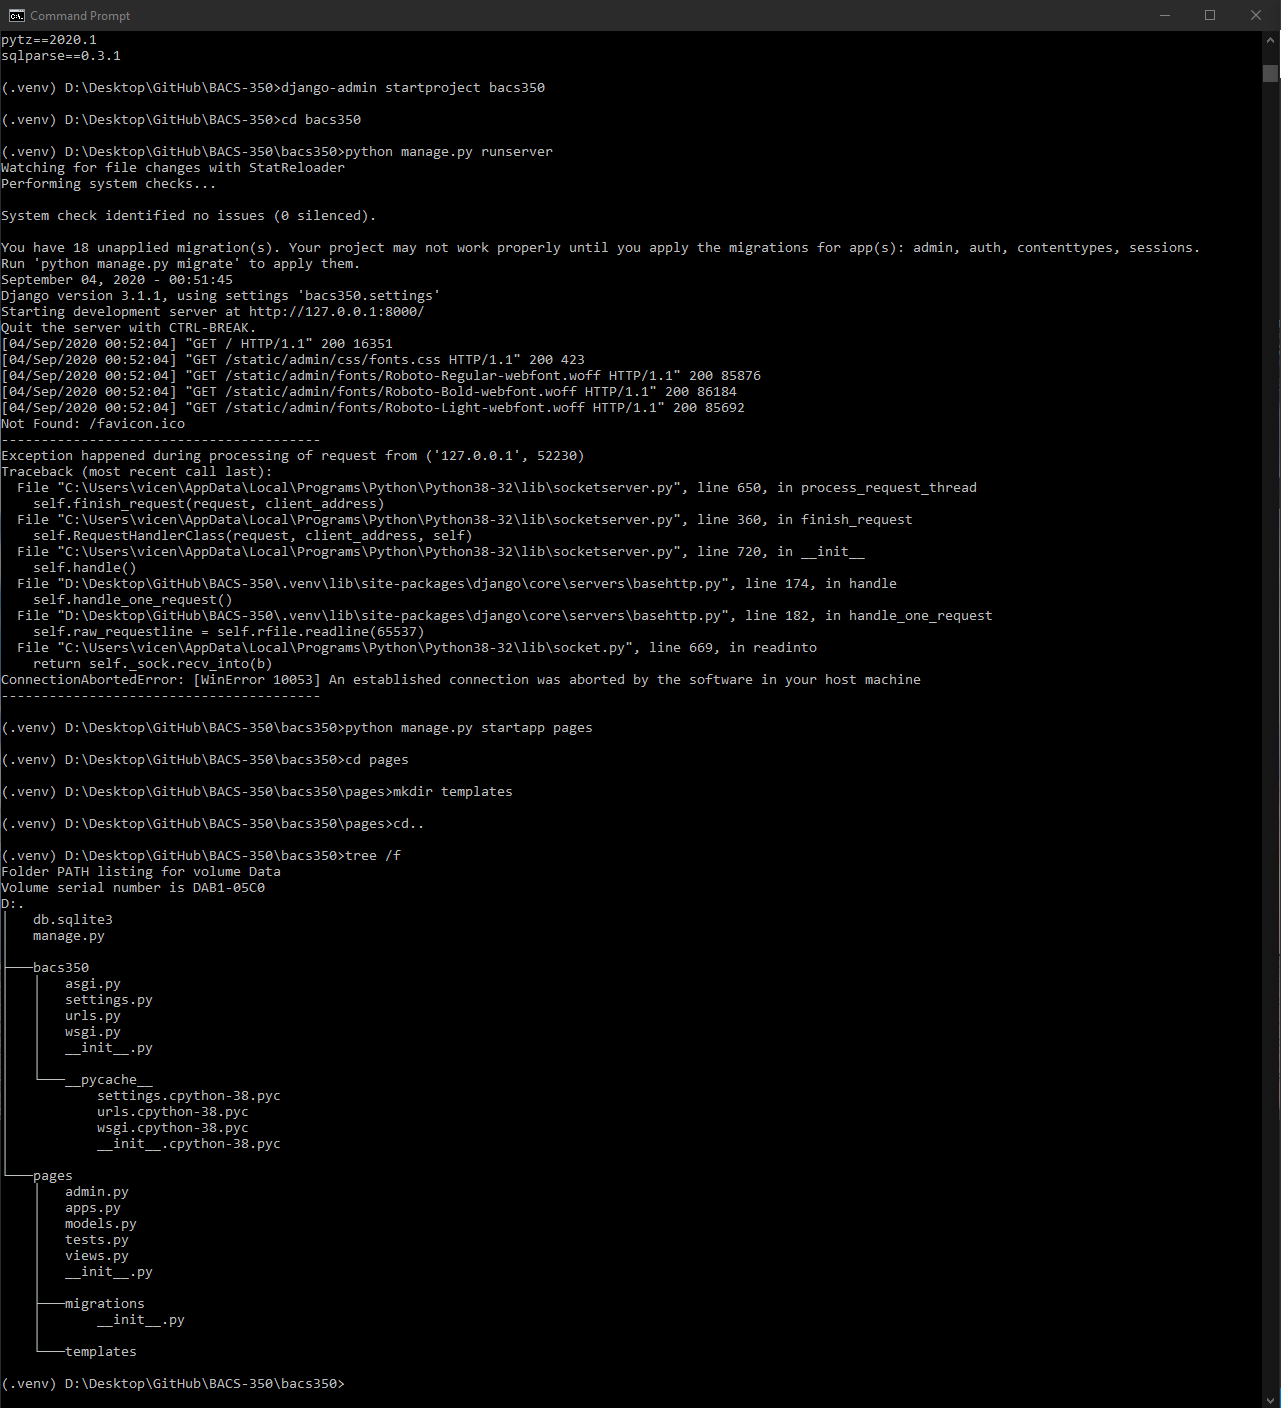 Command Prompt
pytz==2020.1
sqlparse==0.3.1
(.venv) D:\Desktop\GitHub\BACS-350>django-admin startproject bacs350
(.venv) D:\Desktop\GitHub\BACS-350>cd bacs350
(.venv) D:\Desktop\GitHub\BACS-350\bacs350>python manage.py runserver
Watching for file changes with StatReloader
Performing system checks...
System check identified no issues (0 silenced).
You have 18 unapplied migration(s). Your project may not work properly until you apply the migrations for app(s): admin, auth, contenttypes, sessions.
Run 'python manage.py migrate' to apply them.
September 04, 2020 - 00:51:45
Django version 3.1.1, using settings 'bacs350.settings'
Starting development server at http://127.0.0.1:8000/
Quit the server with CTRL-BREAK.
[04/Sep/2020 00:52:04] "GET / HTTP/1.1" 200 16351
[04/Sep/2020 00:52:04] "GET /static/admin/css/fonts.css HTTP/1.1" 200 423
[04/Sep/2020 00:52:04] "GET /static/admin/fonts/Roboto-Regular-webfont.woff HTTP/1.1" 200 85876
[04/Sep/2020 00:52:04] "GET /static/admin/fonts/Roboto-Bold-webfont.woff HTTP/1.1" 200 86184
[04/Sep/2020 00:52:04] "GET /static/admin/fonts/Roboto-Light-webfont.woff HTTP/1.1" 200 85692
Not Found: /favicon.ico
----------------------------------------
Exception happened during processing of request from ('127.0.0.1', 52230)
Traceback (most recent call last):
  File "C:\Users\vicen\AppData\Local\Programs\Python\Python38-32\lib\socketserver.py", line 650, in process_request_thread
    self.finish_request(request, client_address)
  File "C:\Users\vicen\AppData\Local\Programs\Python\Python38-32\lib\socketserver.py", line 360, in finish_request
    self.RequestHandlerClass(request, client_address, self)
  File "C:\Users\vicen\AppData\Local\Programs\Python\Python38-32\lib\socketserver.py", line 720, in __init__
    self.handle()
  File "D:\Desktop\GitHub\BACS-350\.venv\lib\site-packages\django\core\servers\basehttp.py", line 174, in handle
    self.handle_one_request()
  File "D:\Desktop\GitHub\BACS-350\.venv\lib\site-packages\django\core\servers\basehttp.py", line 182, in handle_one_request
    self.raw_requestline = self.rfile.readline(65537)
  File "C:\Users\vicen\AppData\Local\Programs\Python\Python38-32\lib\socket.py", line 669, in readinto
    return self._sock.recv_into(b)
ConnectionAbortedError: [WinError 10053] An established connection was aborted by the software in your host machine
----------------------------------------
(.venv) D:\Desktop\GitHub\BACS-350\bacs350>python manage.py startapp pages
(.venv) D:\Desktop\GitHub\BACS-350\bacs350>cd pages
(.venv) D:\Desktop\GitHub\BACS-350\bacs350\pages>mkdir templates
(.venv) D:\Desktop\GitHub\BACS-350\bacs350\pages>cd..
(.venv) D:\Desktop\GitHub\BACS-350\bacs350>tree /f
Folder PATH listing for volume Data
Volume serial number is DAB1-05C0
D:.
│   db.sqlite3
│   manage.py
│
├───bacs350
│   │   asgi.py
│   │   settings.py
│   │   urls.py
│   │   wsgi.py
│   │   __init__.py
│   │
│   └───__pycache__
│           settings.cpython-38.pyc
│           urls.cpython-38.pyc
│           wsgi.cpython-38.pyc
│           __init__.cpython-38.pyc
│
└───pages
    │   admin.py
    │   apps.py
    │   models.py
    │   tests.py
    │   views.py
    │   __init__.py
    │
    ├───migrations
    │       __init__.py
    │
    └───templates
(.venv) D:\Desktop\GitHub\BACS-350\bacs350>